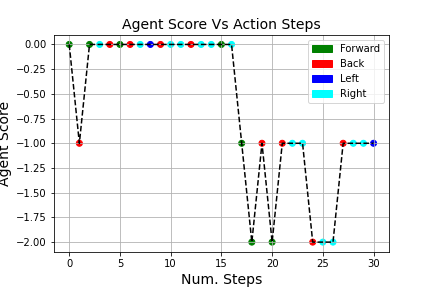 Agent Score Vs Action Steps
0.00
−0.25
−0.50
−0.75
−1.00
−1.25
−1.50
−1.75
−2.00
Agent Score
Forward
Back
Left
Right
0 5 10 15 20 25 30
Num. Steps